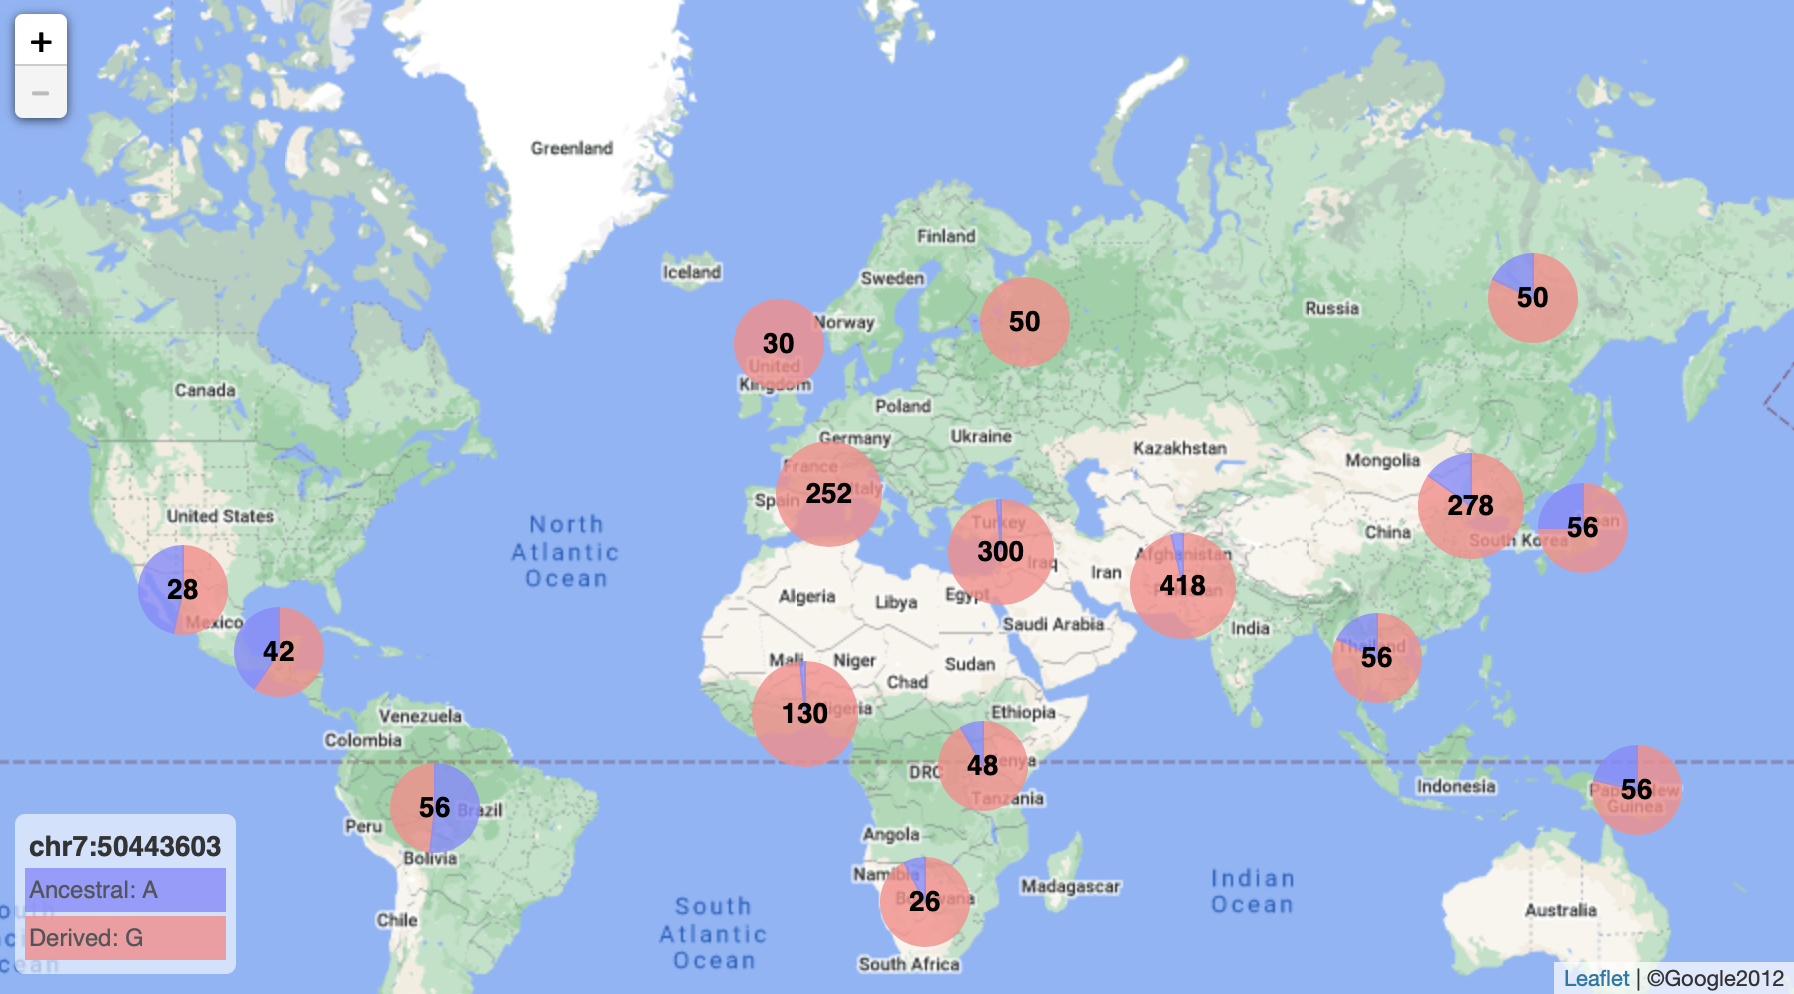 +
−
Greenland
Finland
Iceland
Sweden
50
Russia
50
Norway
30
United
Kingdom
Canada
Poland
Germany
Ukraine
Kazakhstan
Mongolia
France
Italy
252
Spain
278
United States
North
Atlantic
Ocean
Turkey
300
Iraq
China
56
South Korea
Afghanistan
Iran
418
28
Algeria
Libya
Egypt
Mexico
Saudi Arabia
India
42
Mali
Niger
Sudan
Thailand
56
Chad
130
Ethiopia
Venezuela
Colombia
48
DRC
Tanzania
Indonesia
56
Papua New
Guinea
56
Brazil
Peru
Angola
Bolivia
Namibia
26
Botswana
Madagascar
Indian
Ocean
South
Atlantic
Ocean
Chile
Australia
South Africa
chr7:50443603
Ancestral: A
Derived: G
Leaflet | ©Google2012